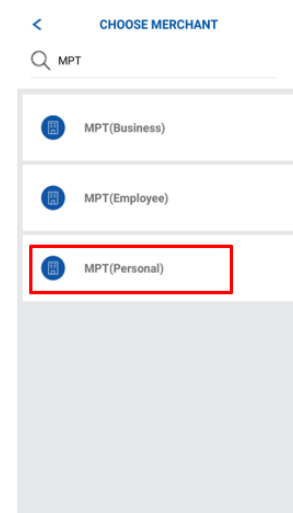 CHOOSE MERCHANT
MPT
MPT(Business)
MPT(Employee)
MPT(Personal)